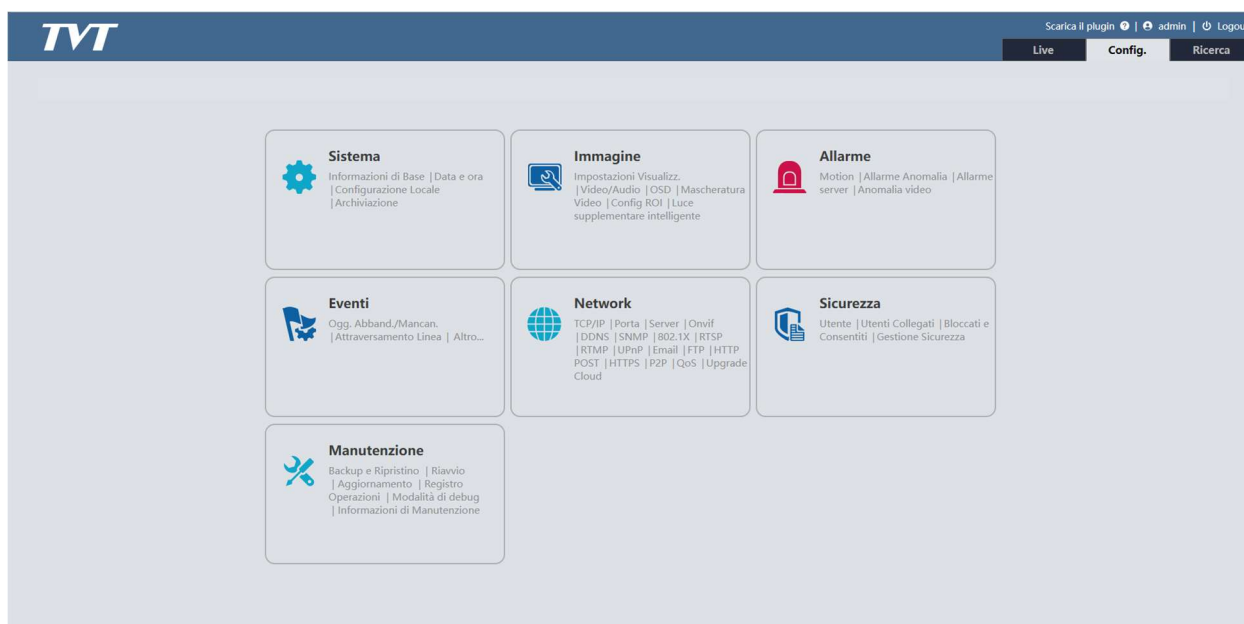 TVT
Scarica il plugin ? | admin | Logou
Live
Config.
Ricerca
Sistema
Informazioni di Base |Data e ora
|Configurazione Locale
|Archiviazione
Immagine
Impostazioni Visualizz.
|Video/Audio |OSD |Mascheratura
Video |Config ROI |Luce
supplementare intelligente
Allarme
Motion |Allarme Anomalia |Allarme
server |Anomalia video
Eventi
Ogg. Abband./Mancan.
|Attraversamento Linea | Altro...
Network
TCP/IP |Porta |Server |Onvif
|DDNS |SNMP |802.1X |RTSP
|RTMP |UPnP |Email |FTP |HTTP
POST |HTTPS |P2P |QoS |Upgrade
Cloud
Sicurezza
Utente |Utenti Collegati |Bloccati e
Consentiti |Gestione Sicurezza
Manutenzione
Backup e Ripristino |Riavvio
|Aggiornamento |Registro
Operazioni |Modalità di debug
|Informazioni di Manutenzione